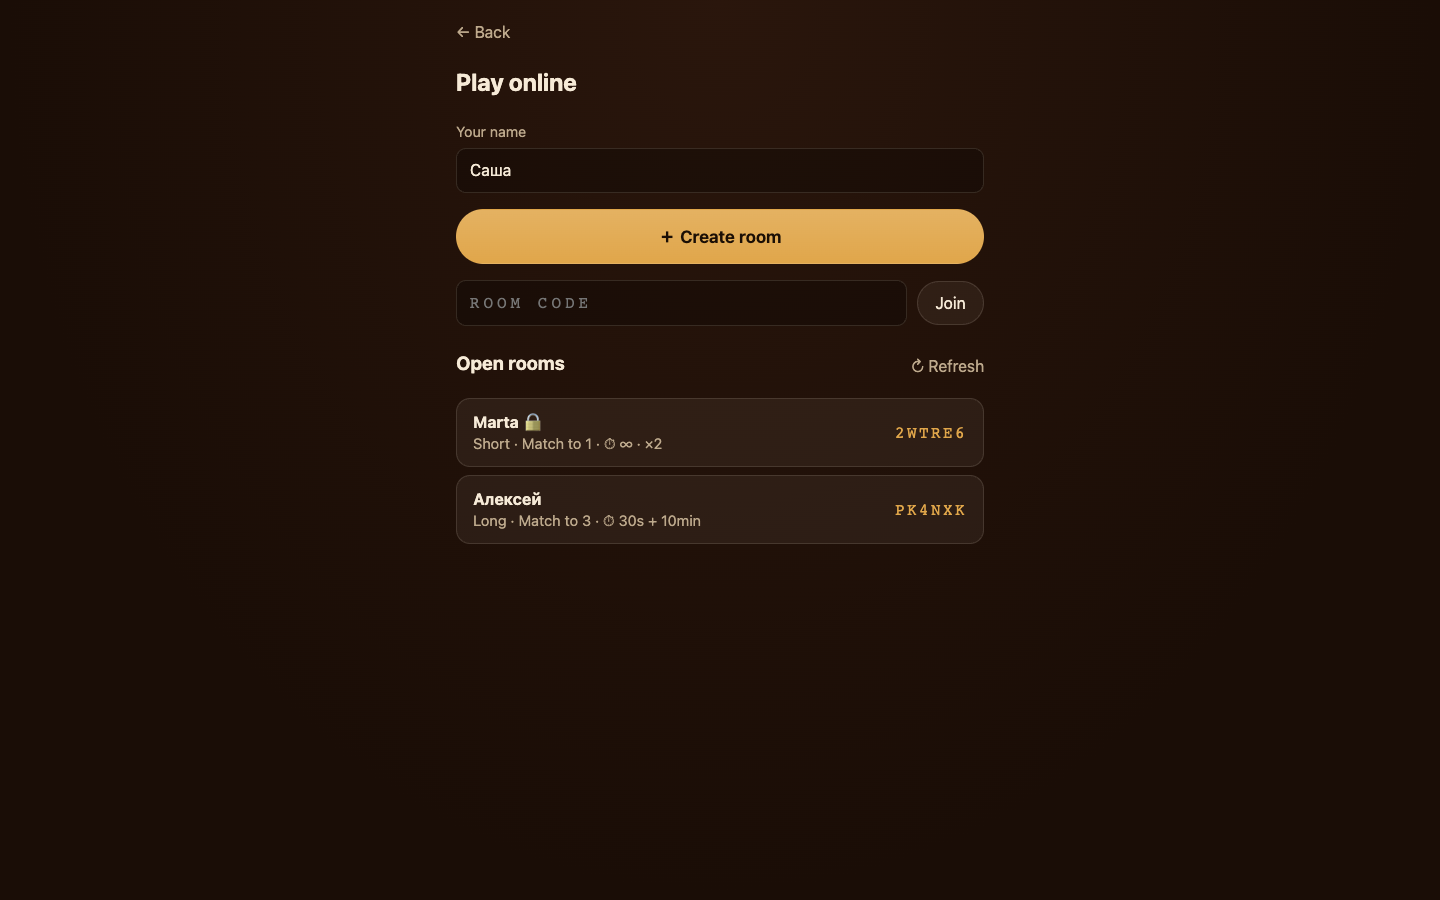 ← Back
Play online
Your name
Саша
+ Create room
ROOM CODE
Join
Open rooms
↻ Refresh
Marta 🔒
Short · Match to 1 · ⏱ ∞ · ×2
2WTRE6
Алексей
Long · Match to 3 · ⏱ 30s + 10min
PK4NXK